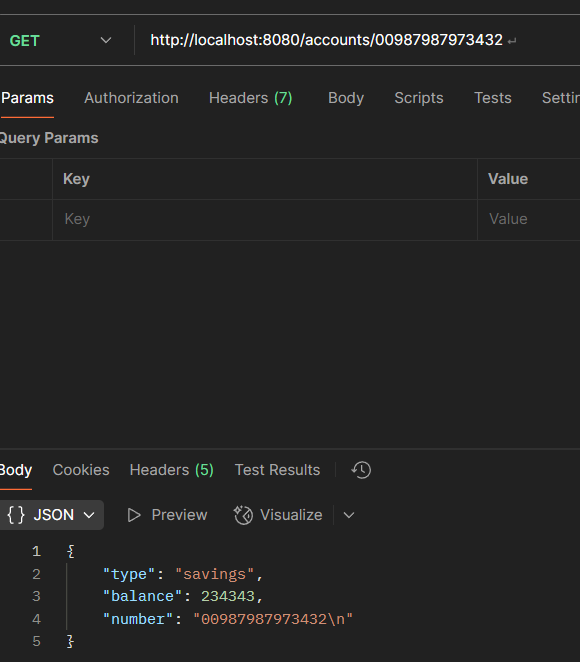 GET http://localhost:8080/accounts/00987987973432 ↵
Params Authorization Headers (7) Body Scripts Tests Settin
Query Params
Key Value
Key Value
Body Cookies Headers (5) Test Results
{} JSON Preview Visualize
1 {
2 "type": "savings",
3 "balance": 234343,
4 "number": "00987987973432\n"
5 }